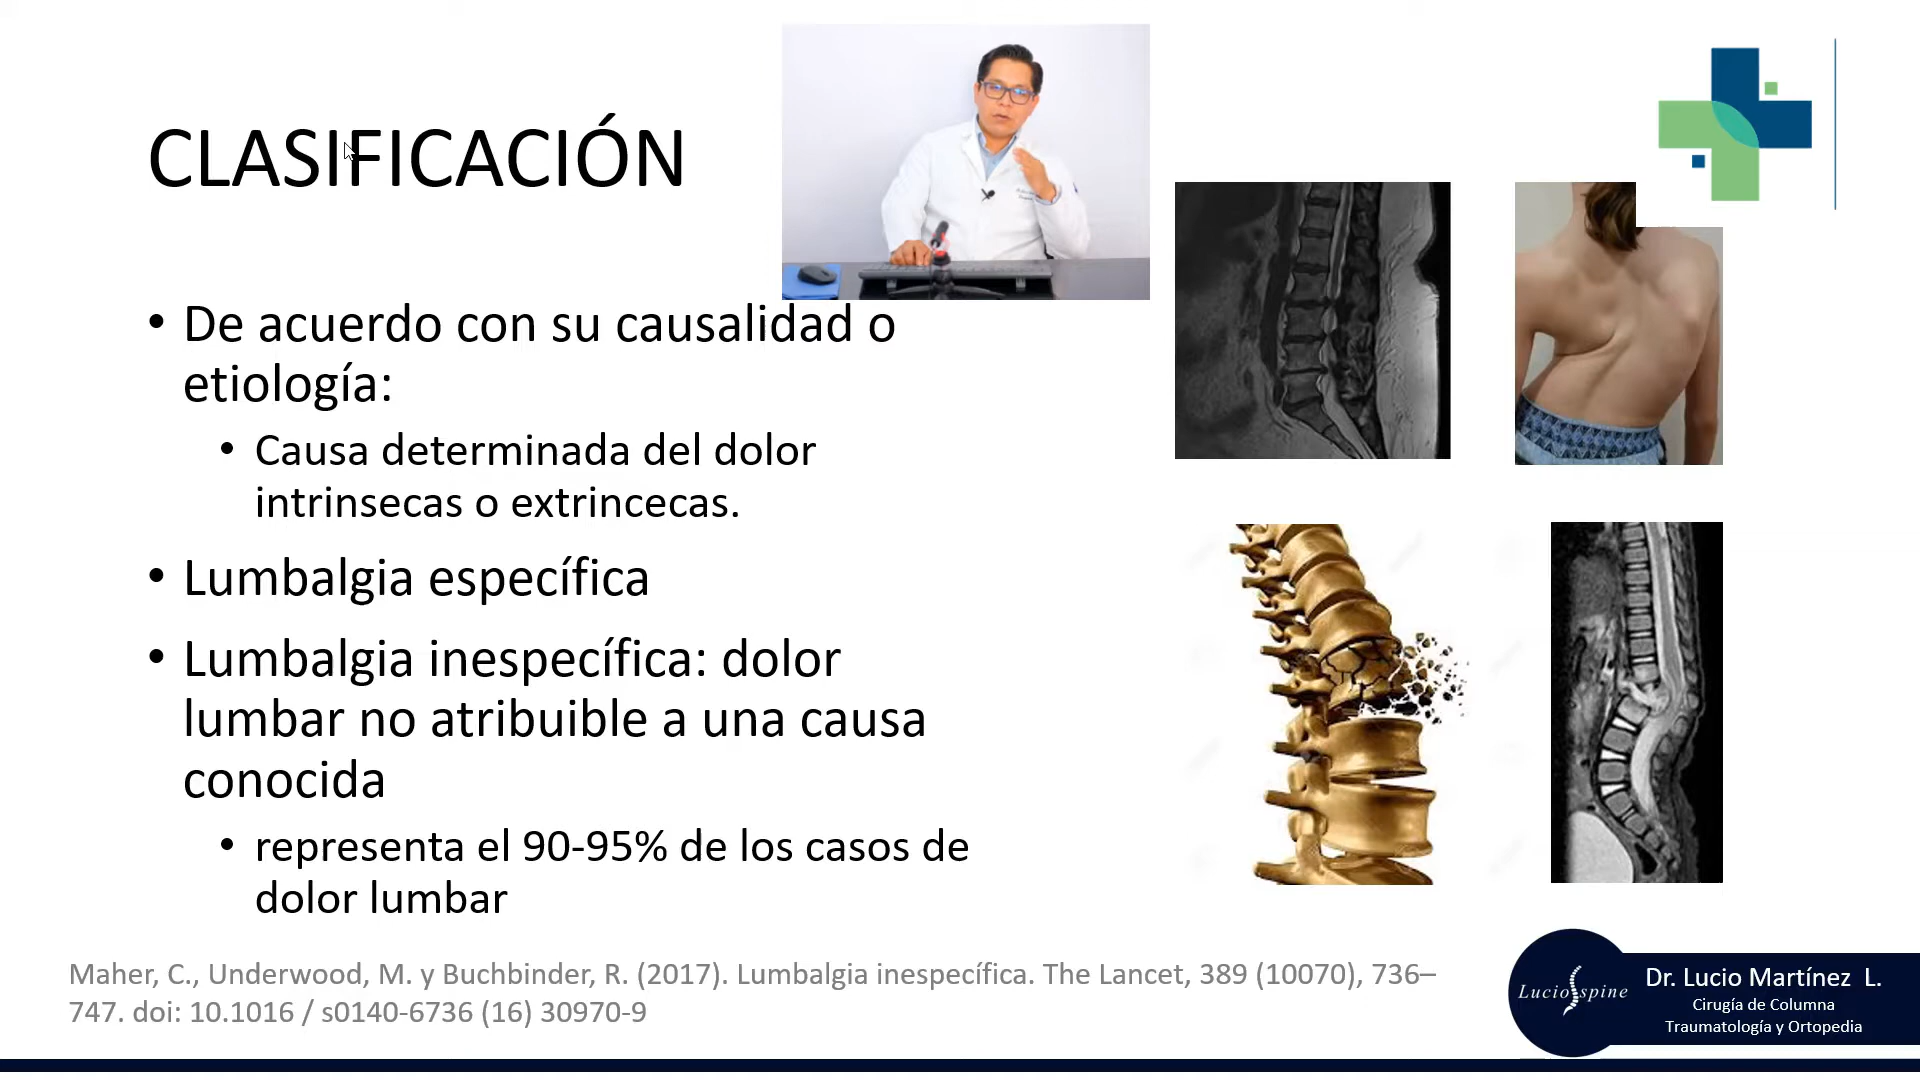 CLASIFICACIÓN
• De acuerdo con su causalidad o
etiología:
• Causa determinada del dolor
intrinsecas o extrincecas.
• Lumbalgia específica
• Lumbalgia inespecífica: dolor
lumbar no atribuible a una causa
conocida
• representa el 90-95% de los casos de
dolor lumbar
Maher, C., Underwood, M. y Buchbinder, R. (2017). Lumbalgia inespecífica. The Lancet, 389 (10070), 736–
747. doi: 10.1016 / s0140-6736 (16) 30970-9
Lucio spine
Dr. Lucio Martínez L.
Cirugía de Columna
Traumatología y Ortopedia